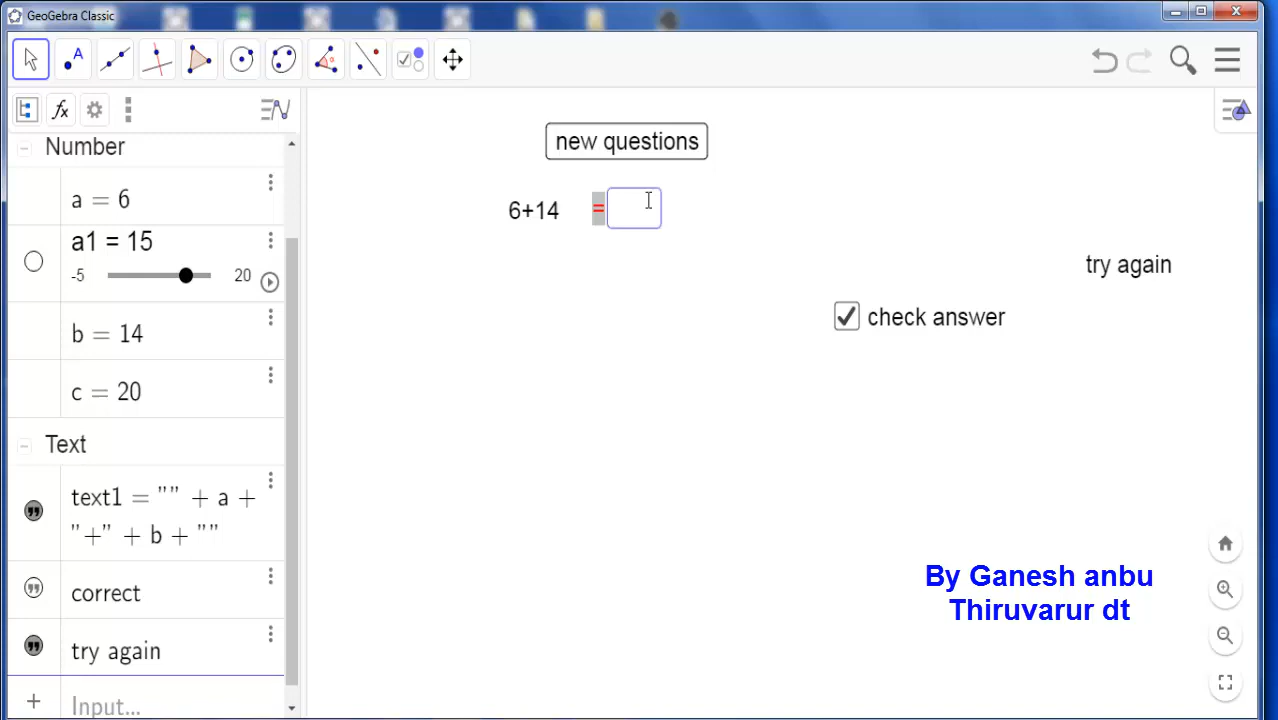 GeoGebra Classic
A
fx
Number
a = 6
a1 = 15
-5
20
b = 14
c = 20
Text
text1 = "" + a +
"+" + b + ""
correct
try again
Input...
new questions
6+14
=
try again
check answer
By Ganesh anbu
Thiruvarur dt